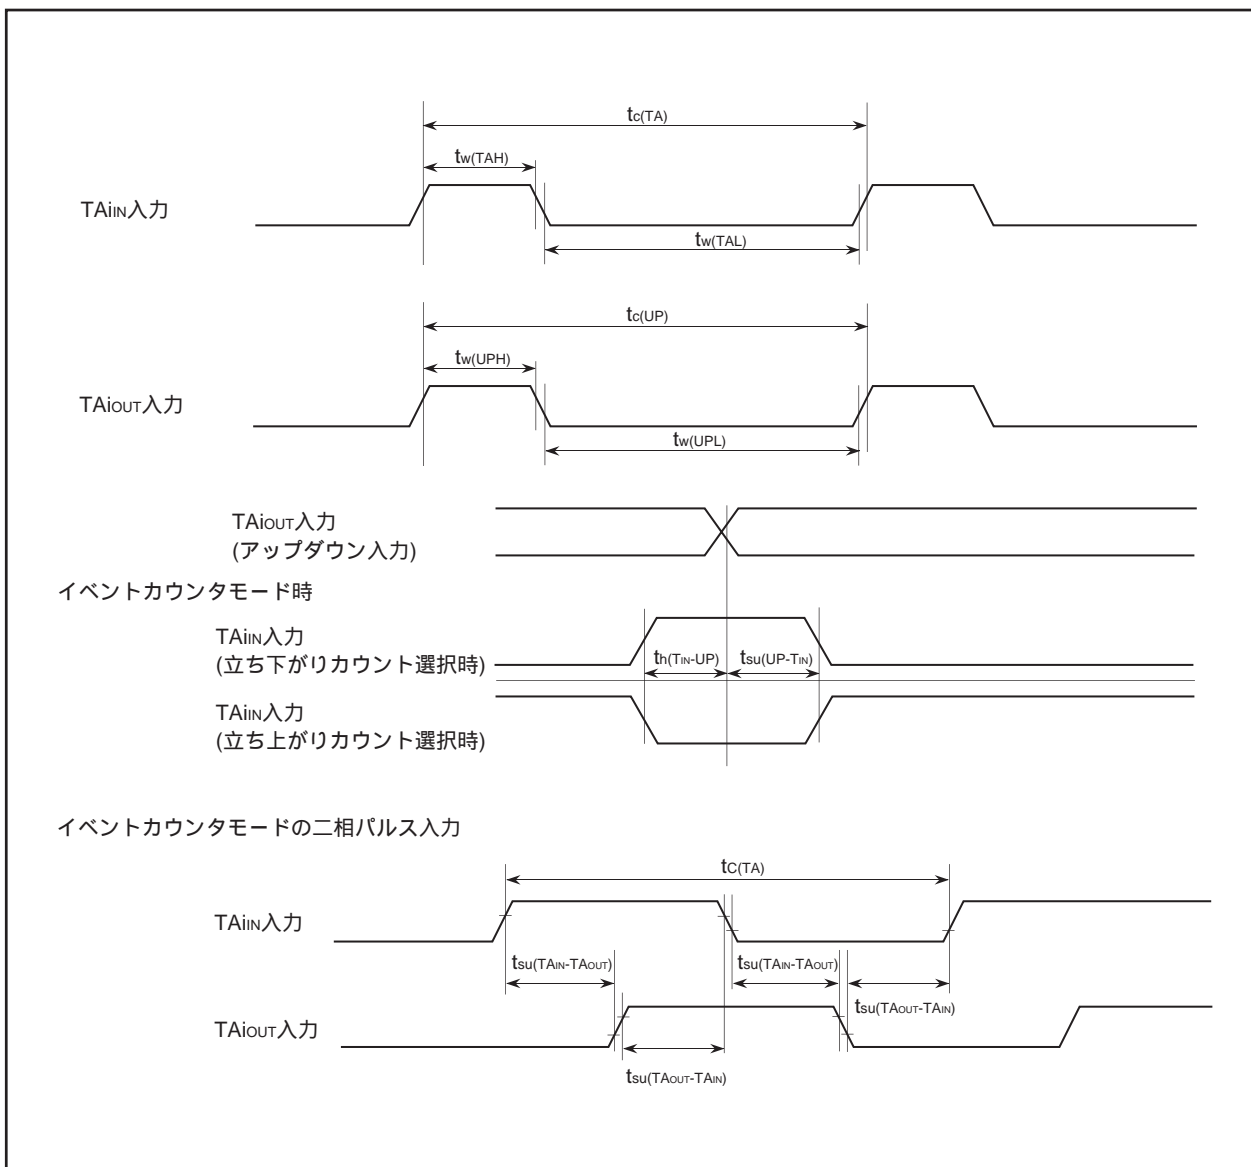 tc(TA)
tw(TAH)
TAiIN入力
tw(TAL)
tc(UP)
tw(UPH)
TAiOUT入力
tw(UPL)
TAiOUT入力
(アップダウン入力)
イベントカウンタモード時
TAiIN入力
(立ち下がりカウント選択時)
th(TIN-UP)
tsu(UP-TIN)
TAiIN入力
(立ち上がりカウント選択時)
イベントカウンタモードの二相パルス入力
tC(TA)
TAiIN入力
tsu(TAIN-TAOUT)
tsu(TAIN-TAOUT)
tsu(TAOUT-TAIN)
TAiOUT入力
tsu(TAOUT-TAIN)